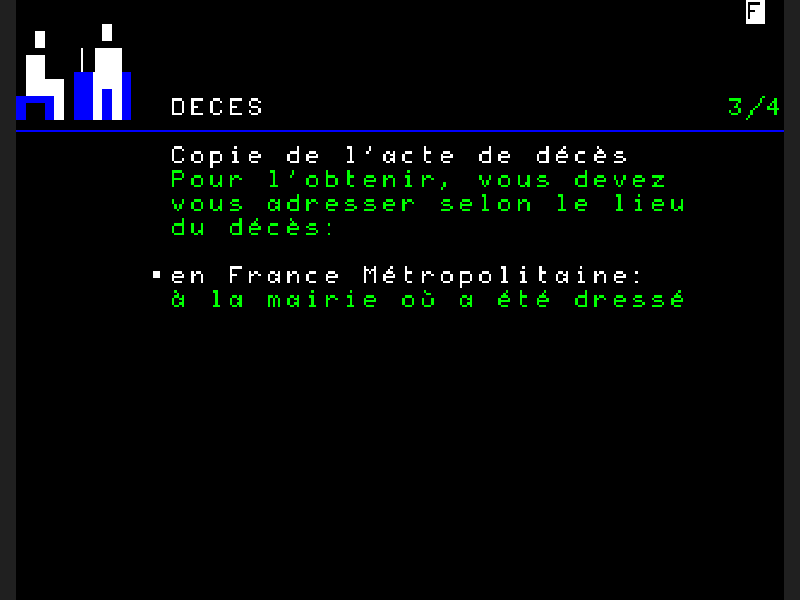 F
DECES 3/4
Copie de l'acte de décès
Pour l'obtenir, vous devez
vous adresser selon le lieu
du décès:
▪en France Métropolitaine:
à la mairie où a été dressé